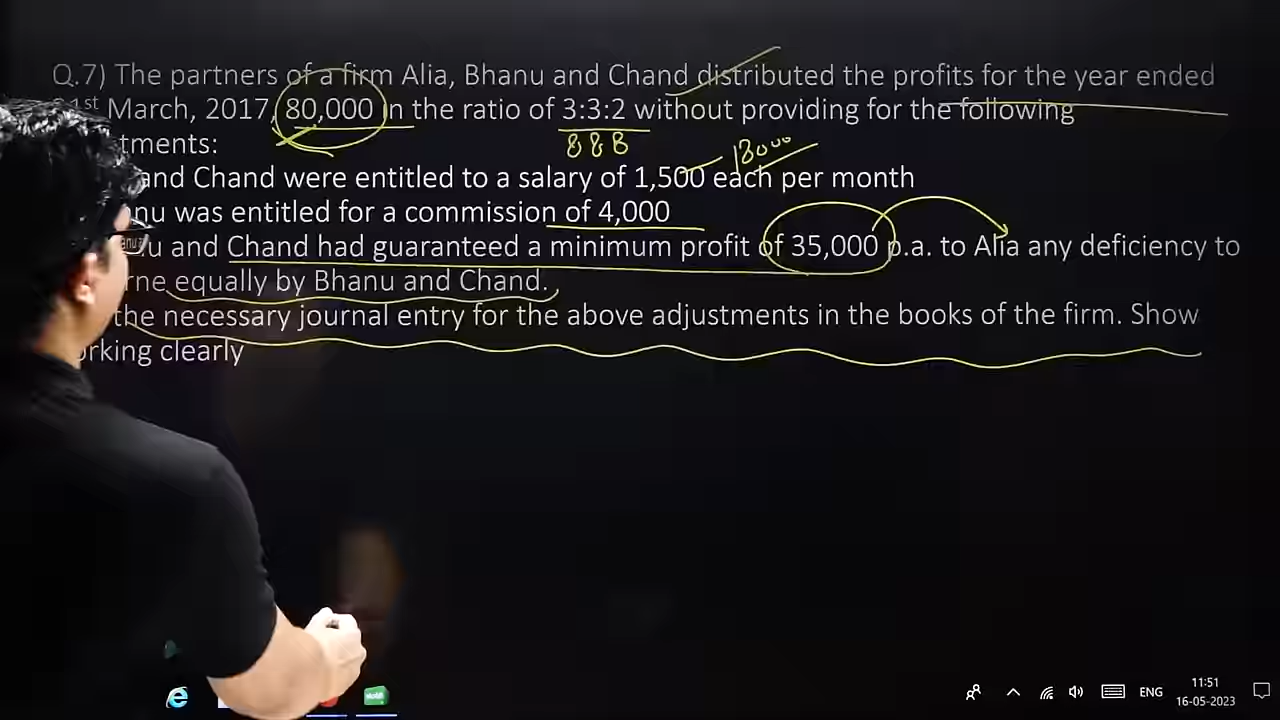 Q.7) The partners of a firm Alia, Bhanu and Chand distributed the profits for the year ended
st March, 2017, 80,000 in the ratio of 3:3:2 without providing for the following
8 8 8
tments:
18000
and Chand were entitled to a salary of 1,500 each per month
nu was entitled for a commission of 4,000
u and Chand had guaranteed a minimum profit of 35,000 p.a. to Alia any deficiency to
rne equally by Bhanu and Chand.
the necessary journal entry for the above adjustments in the books of the firm. Show
rking clearly
ENG
11:51
16-05-2023